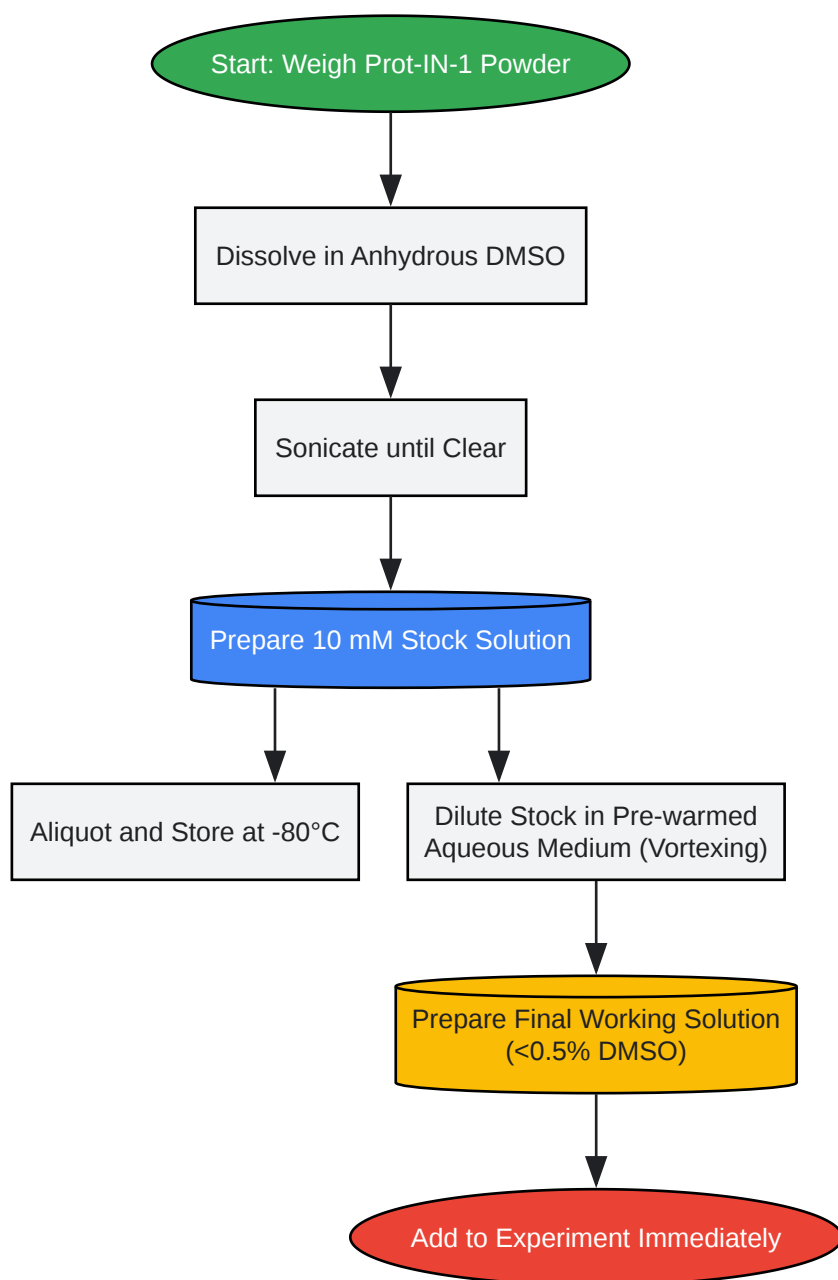 Start: Weigh Prot-IN-1 Powder
Dissolve in Anhydrous DMSO
Sonicate until Clear
Prepare 10 mM Stock Solution
Aliquot and Store at -80°C
Dilute Stock in Pre-warmed
Aqueous Medium (Vortexing)
Prepare Final Working Solution
(<0.5% DMSO)
Add to Experiment Immediately